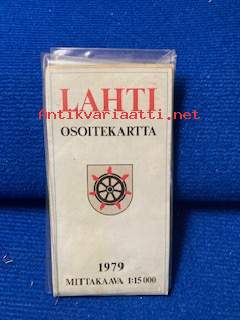 LAHTI
Antikvariaatti.net
OSOITEKARTTA
1979
MITTAKAAVA 1:15 000